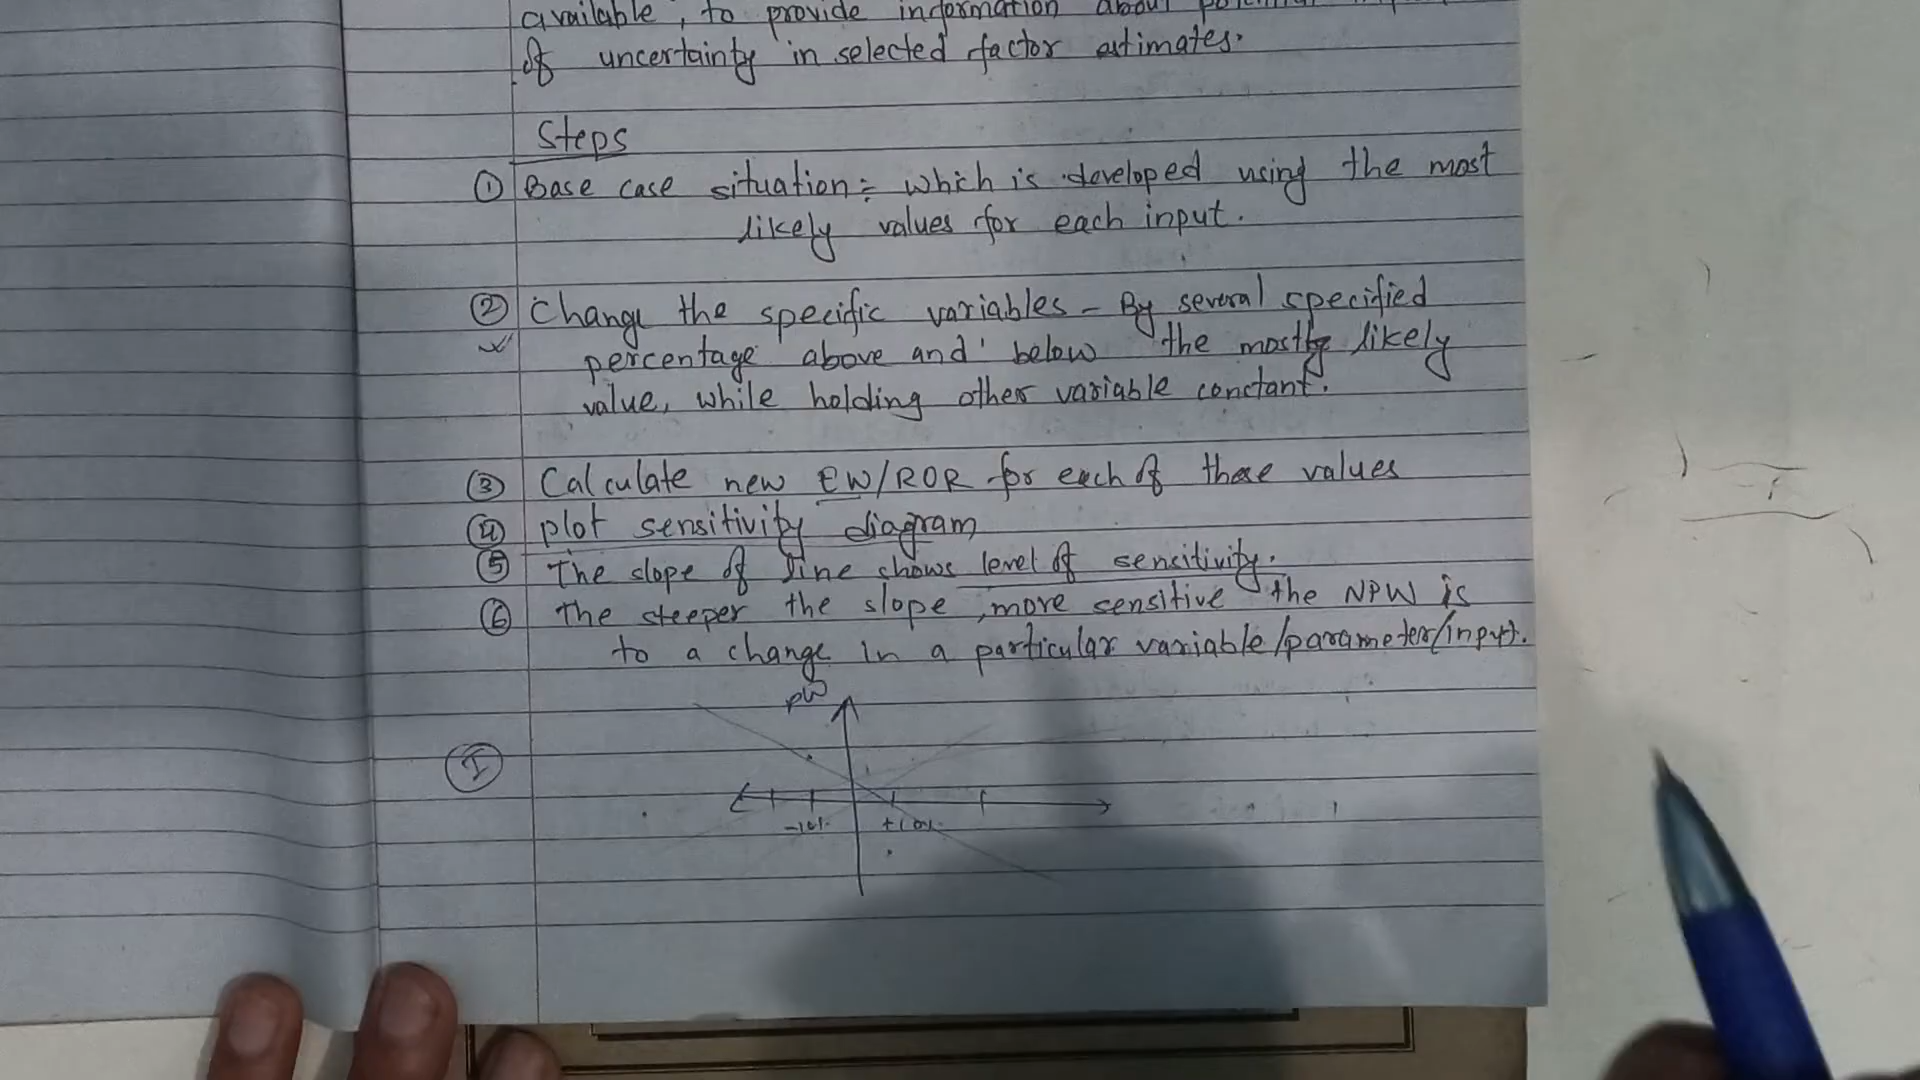 available, to provide information about
of uncertainty in selected factor estimates.
Steps
① Base case situation :- which is developed using the most
likely values for each input.
② Change the specific variables - By several specified
percentage above and below the mostly likely
value, while holding other variable constant.
③ Calculate new EW/ROR for each of these values
④ plot sensitivity diagram
⑤ The slope of line shows level of sensitivity.
⑥ The steeper the slope, more sensitive the NPW is
to a change in a particular variable/parameter/input).
PW
I
-10% +10%